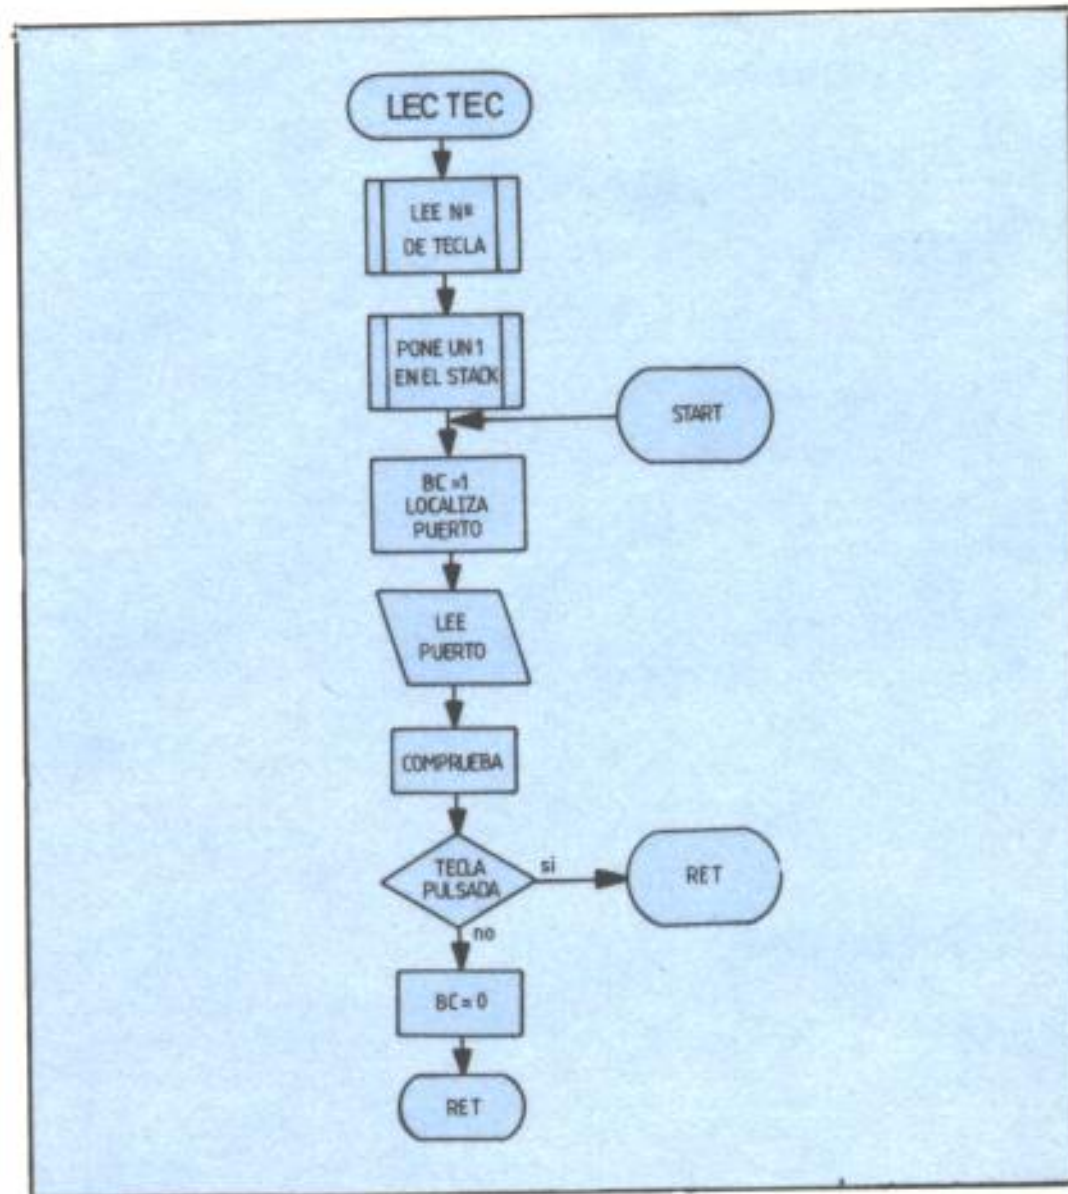 LEC TEC
LEE Nº
DE TECLA
PONE UN 1
EN EL STACK
START
BC =1
LOCALIZA
PUERTO
LEE
PUERTO
COMPRUEBA
TECLA
PULSADA
si
RET
no
BC = 0
RET